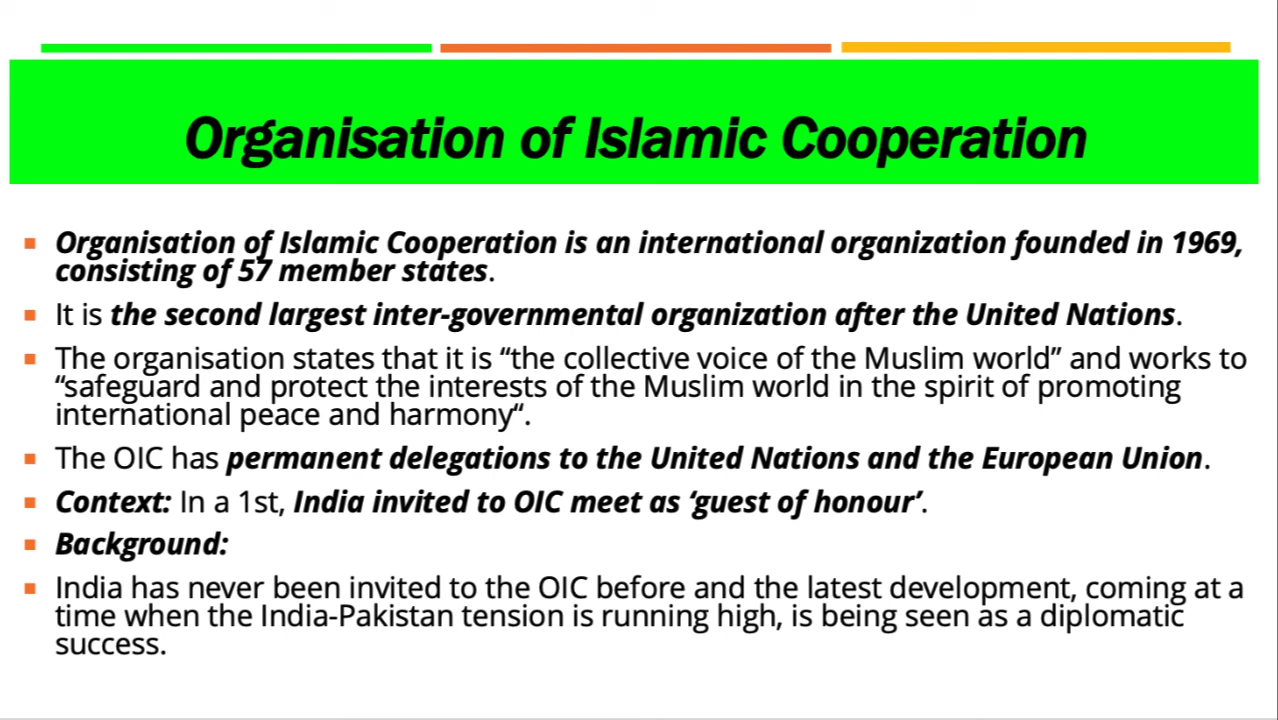 Organisation of Islamic Cooperation
Organisation of Islamic Cooperation is an international organization founded in 1969,
consisting of 57 member states.
It is the second largest inter-governmental organization after the United Nations.
The organisation states that it is “the collective voice of the Muslim world” and works to
“safeguard and protect the interests of the Muslim world in the spirit of promoting
international peace and harmony“.
The OIC has permanent delegations to the United Nations and the European Union.
Context: In a 1st, India invited to OIC meet as ‘guest of honour’.
Background:
India has never been invited to the OIC before and the latest development, coming at a
time when the India-Pakistan tension is running high, is being seen as a diplomatic
success.